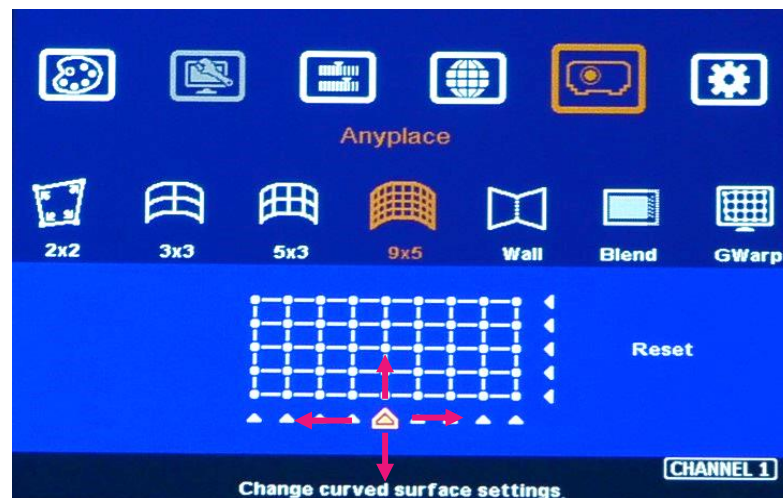 Anyplace
2x2 3x3 5x3 9x5 Wall Blend GWarp
Reset
CHANNEL 1
Change curved surface settings